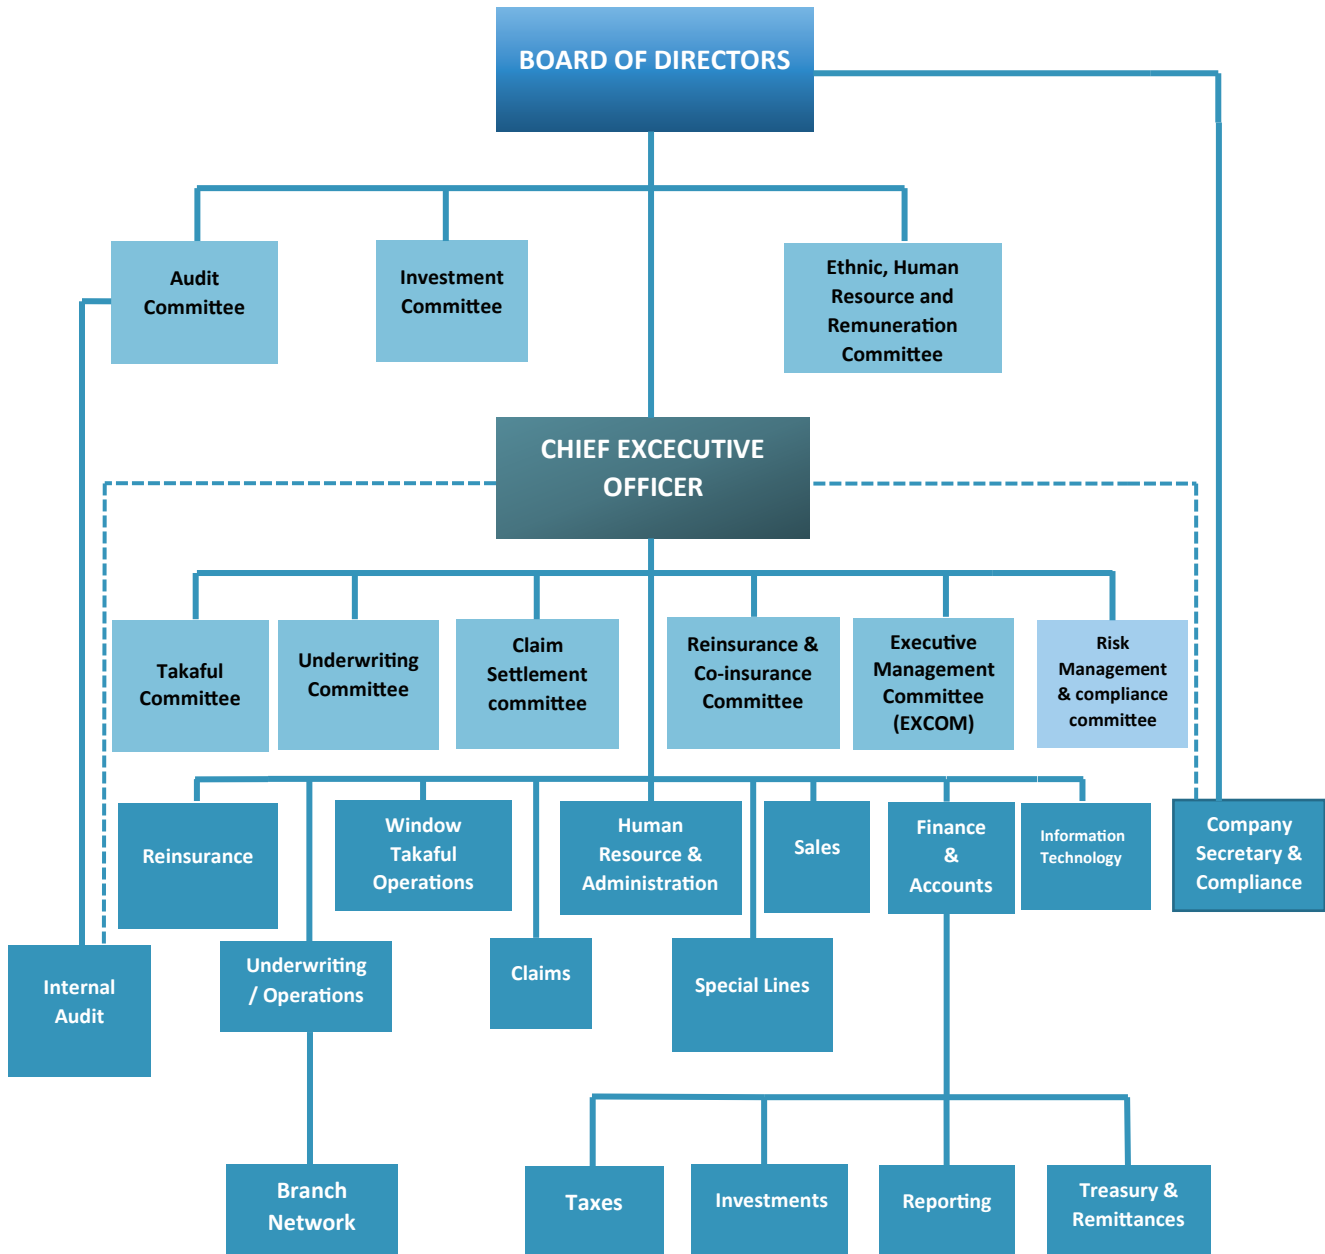 BOARD OF DIRECTORS
Audit
Committee
Investment
Committee
Ethnic, Human
Resource and
Remuneration
Committee
CHIEF EXCECUTIVE
OFFICER
Takaful
Committee
Underwriting
Committee
Claim
Settlement
committee
Reinsurance &
Co-insurance
Committee
Executive
Management
Committee
(EXCOM)
Risk
Management
& compliance
committee
Reinsurance
Window
Takaful
Operations
Human
Resource &
Administration
Sales
Finance
&
Accounts
Information
Technology
Company
Secretary &
Compliance
Internal
Audit
Underwriting
/ Operations
Claims
Special Lines
Branch
Network
Taxes
Investments
Reporting
Treasury &
Remittances